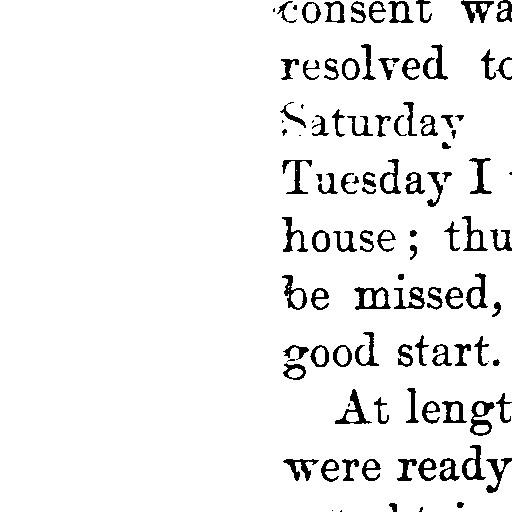 consent wa
resolved to
Saturday
Tuesday I
house; thu
be missed,
good start.
At lengt
were ready